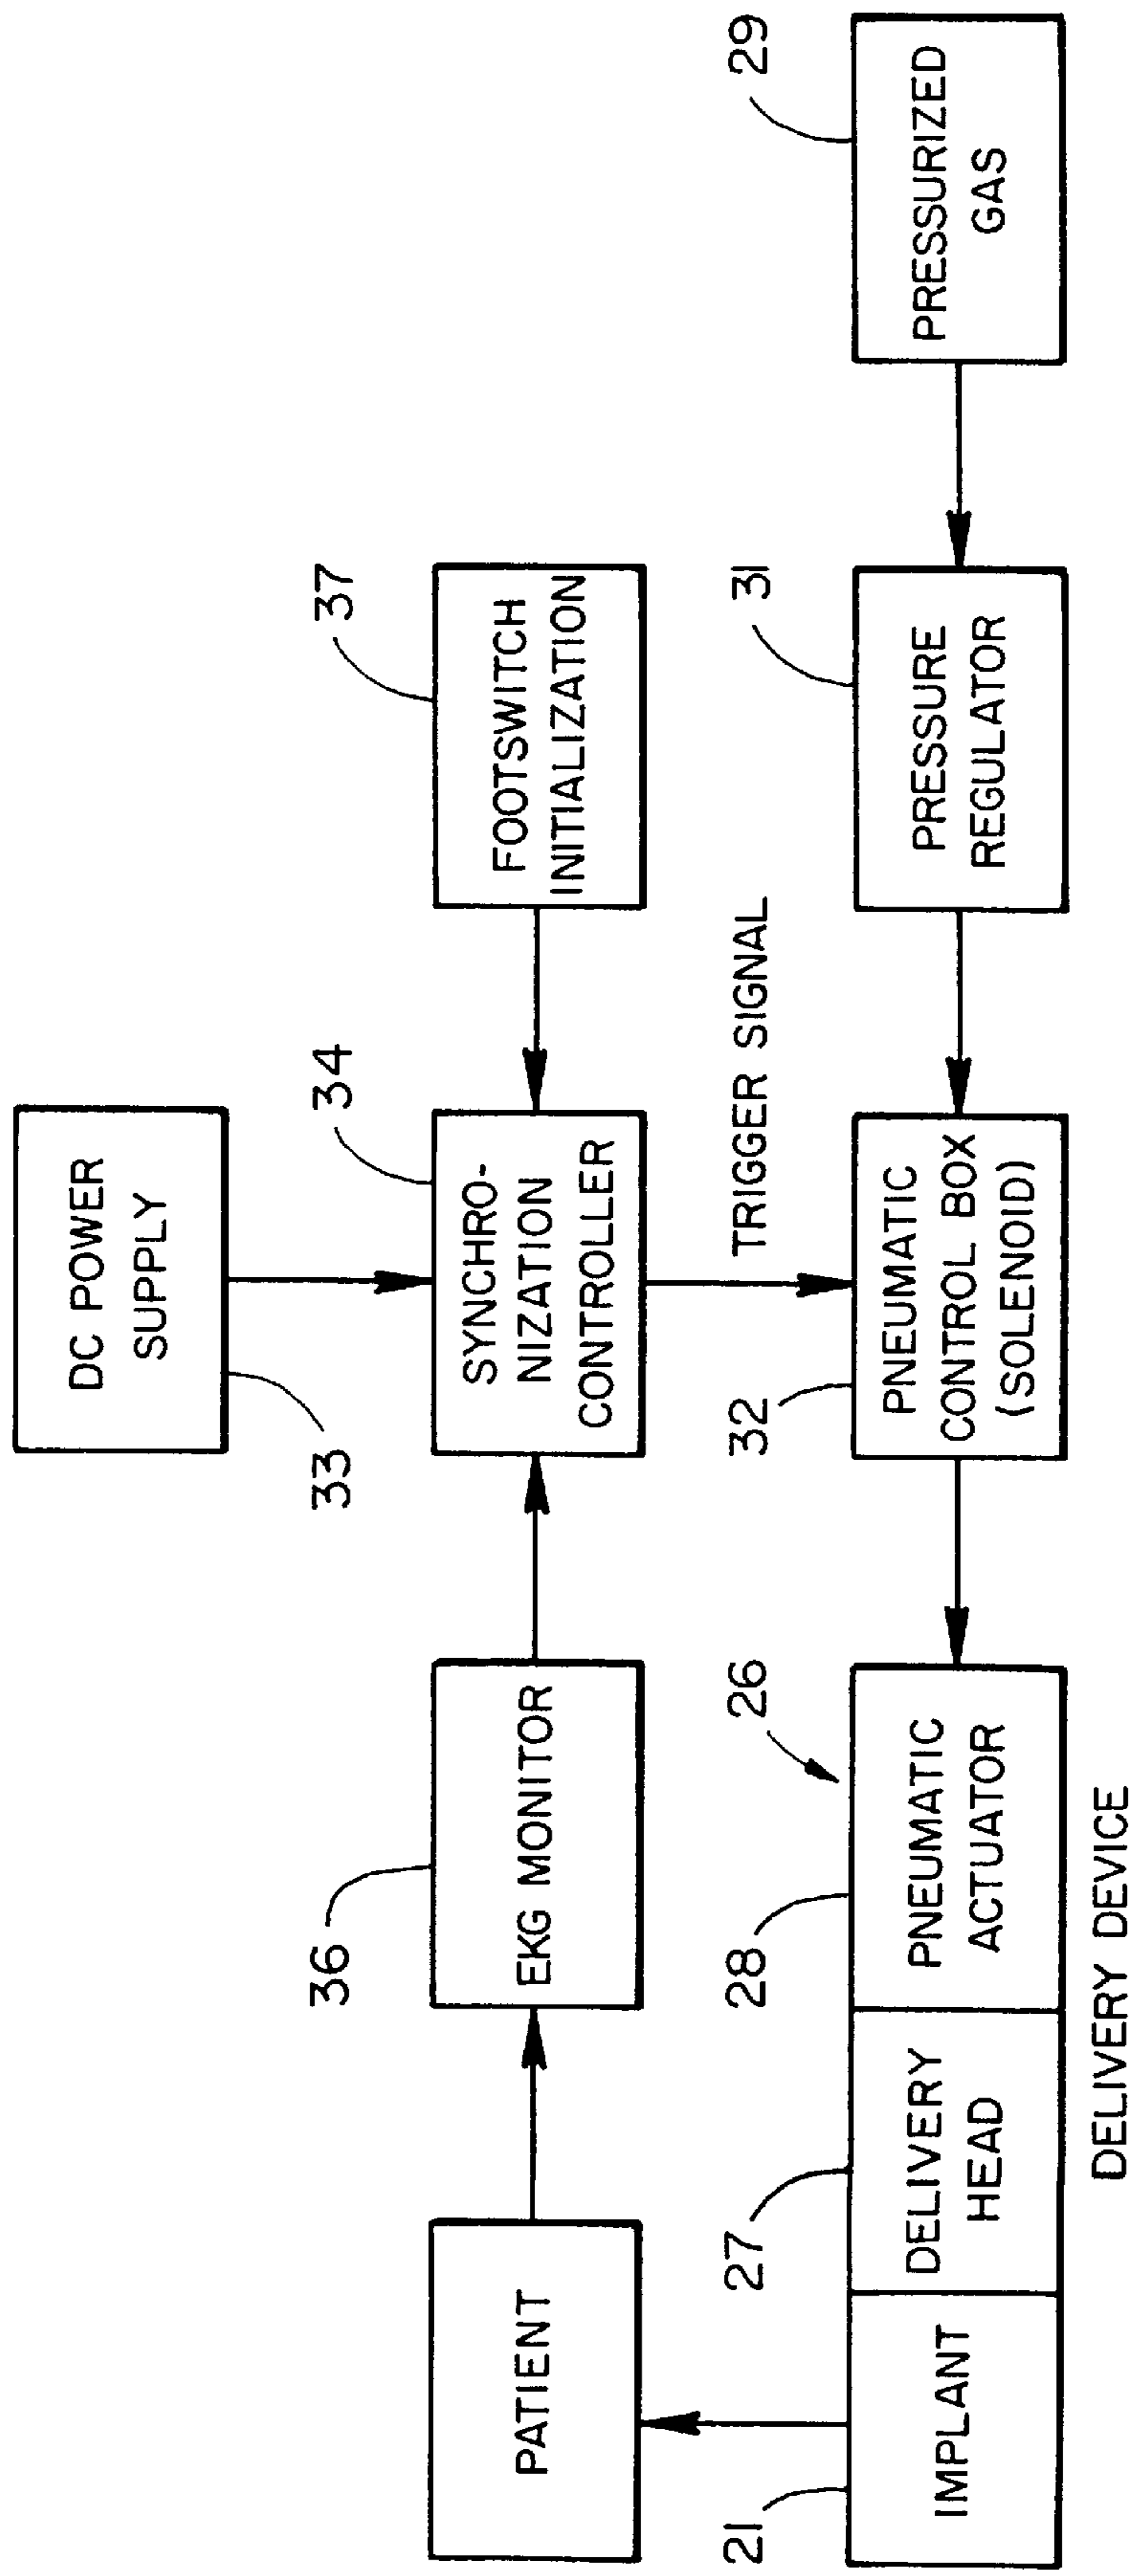 DC POWER
SUPPLY
33
36
34
37
PATIENT
EKG MONITOR
SYNCHRO-
NIZATION
CONTROLLER
FOOTSWITCH
INITIALIZATION
TRIGGER SIGNAL
21
27
28
26
32
31
29
IMPLANT
DELIVERY
HEAD
PNEUMATIC
ACTUATOR
PNEUMATIC
CONTROL BOX
(SOLENOID)
PRESSURE
REGULATOR
PRESSURIZED
GAS
DELIVERY DEVICE